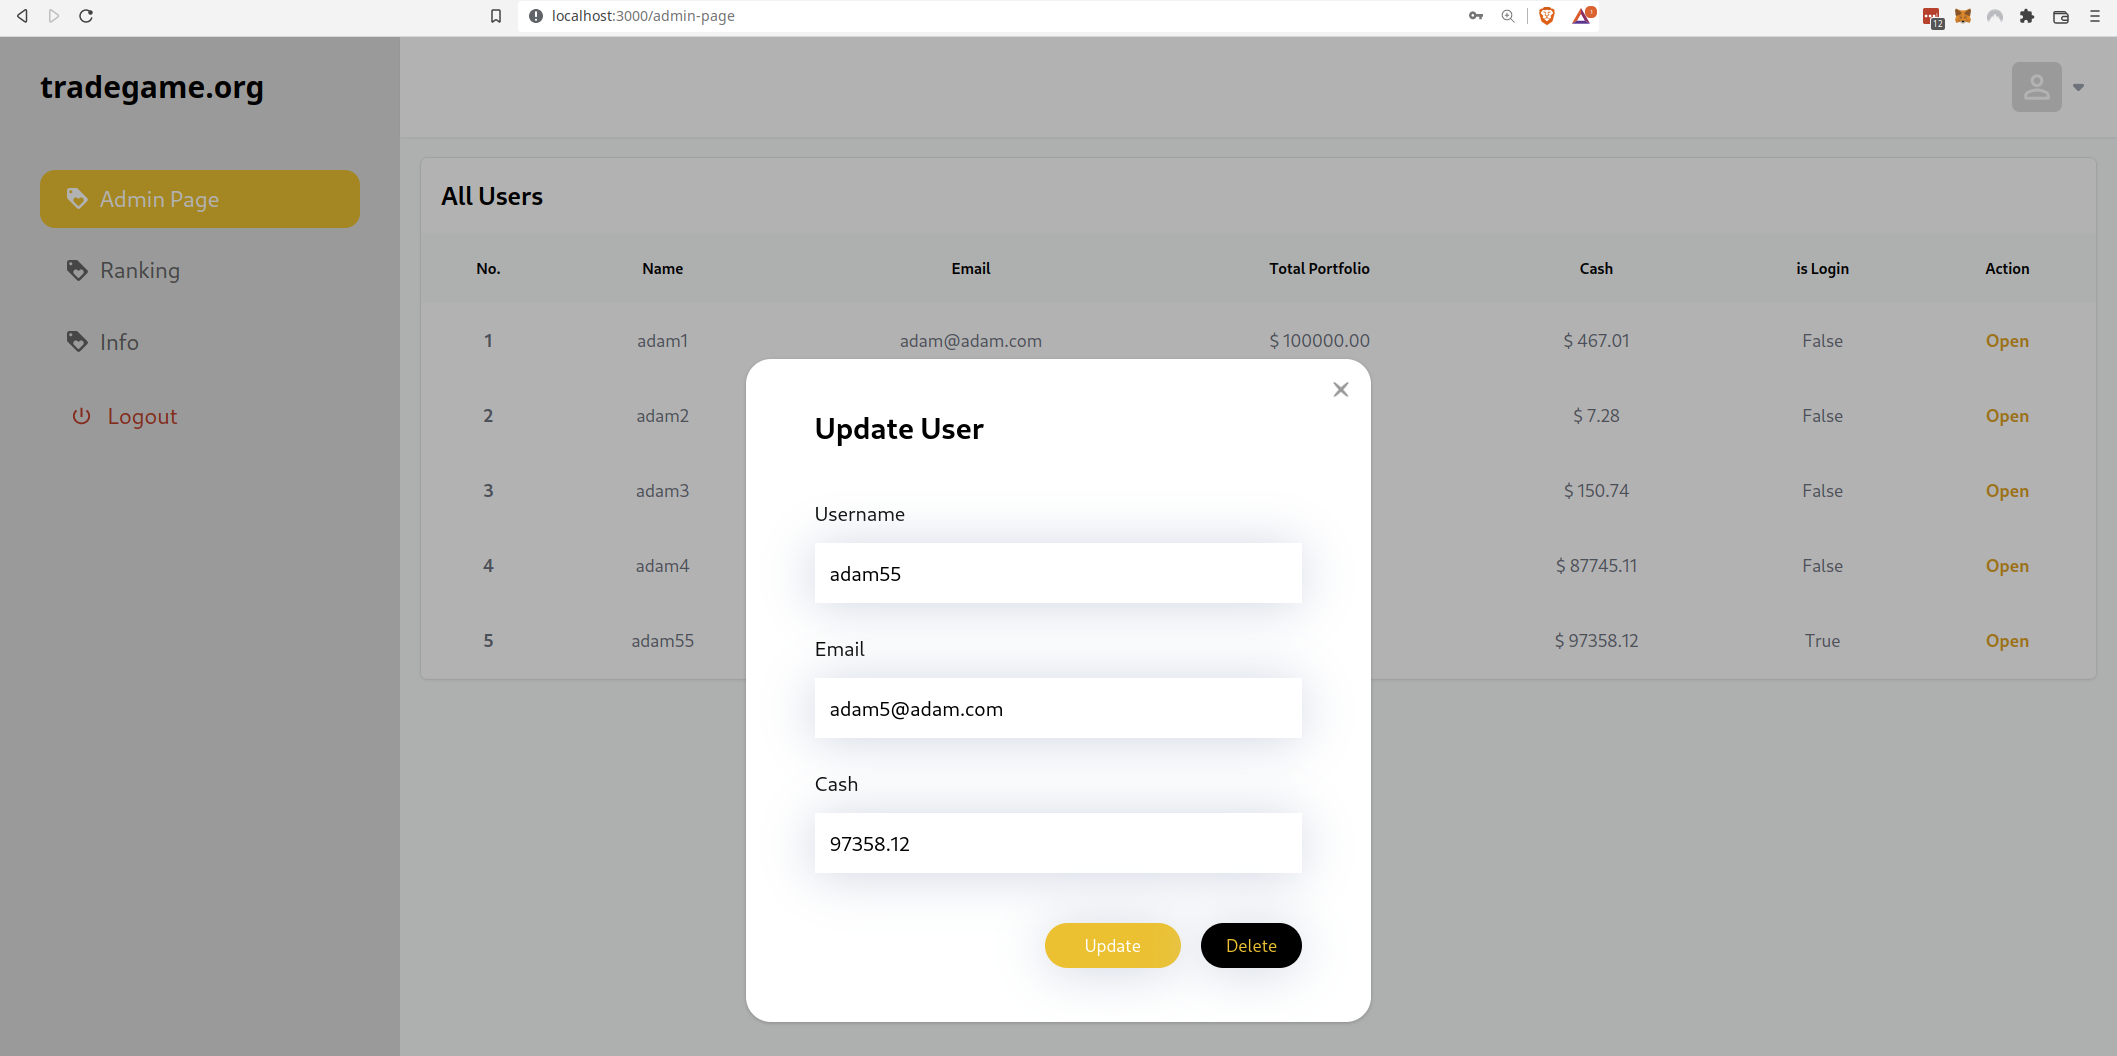 localhost:3000/admin-page
12
tradegame.org
Admin Page
Ranking
Info
Logout
All Users
No. Name Email Total Portfolio Cash is Login Action
1 adam1 adam@adam.com $ 100000.00 $ 467.01 False Open
2 adam2 $ 7.28 False Open
3 adam3 $ 150.74 False Open
4 adam4 $ 87745.11 False Open
5 adam55 $ 97358.12 True Open
Update User
Username
adam55
Email
adam5@adam.com
Cash
97358.12
Update Delete